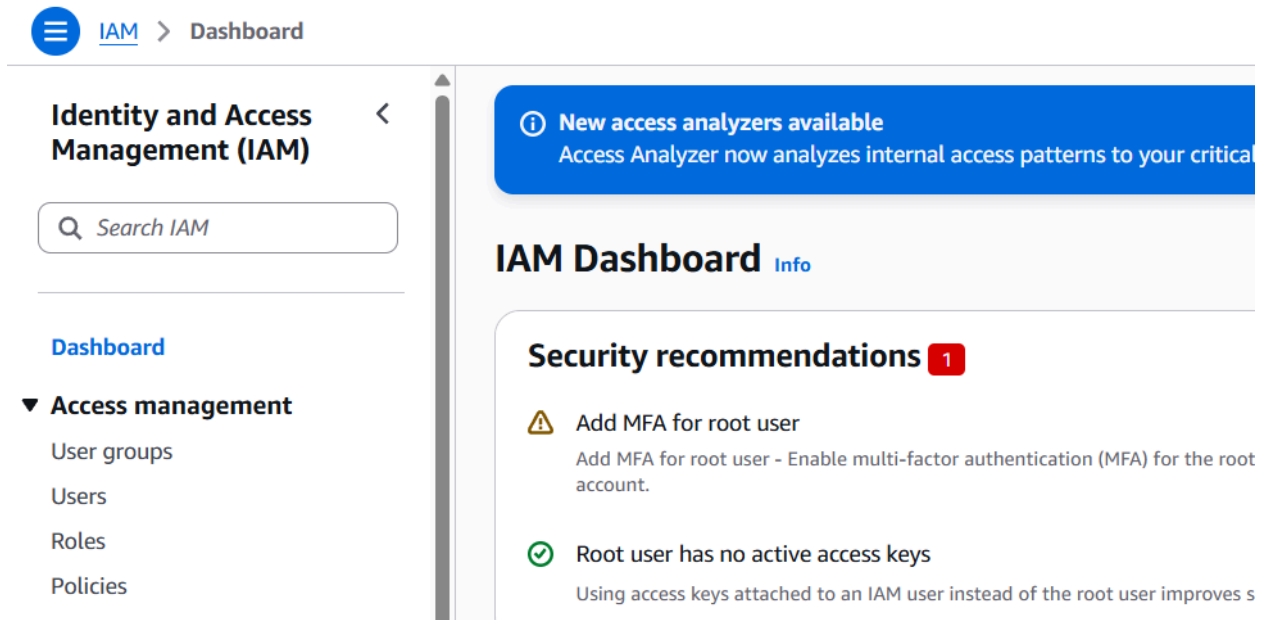 IAM > Dashboard
Identity and Access
Management (IAM)
Search IAM
Dashboard
Access management
User groups
Users
Roles
Policies
New access analyzers available
Access Analyzer now analyzes internal access patterns to your critical
IAM Dashboard Info
Security recommendations 1
Add MFA for root user
Add MFA for root user - Enable multi-factor authentication (MFA) for the root
account.
Root user has no active access keys
Using access keys attached to an IAM user instead of the root user improves s